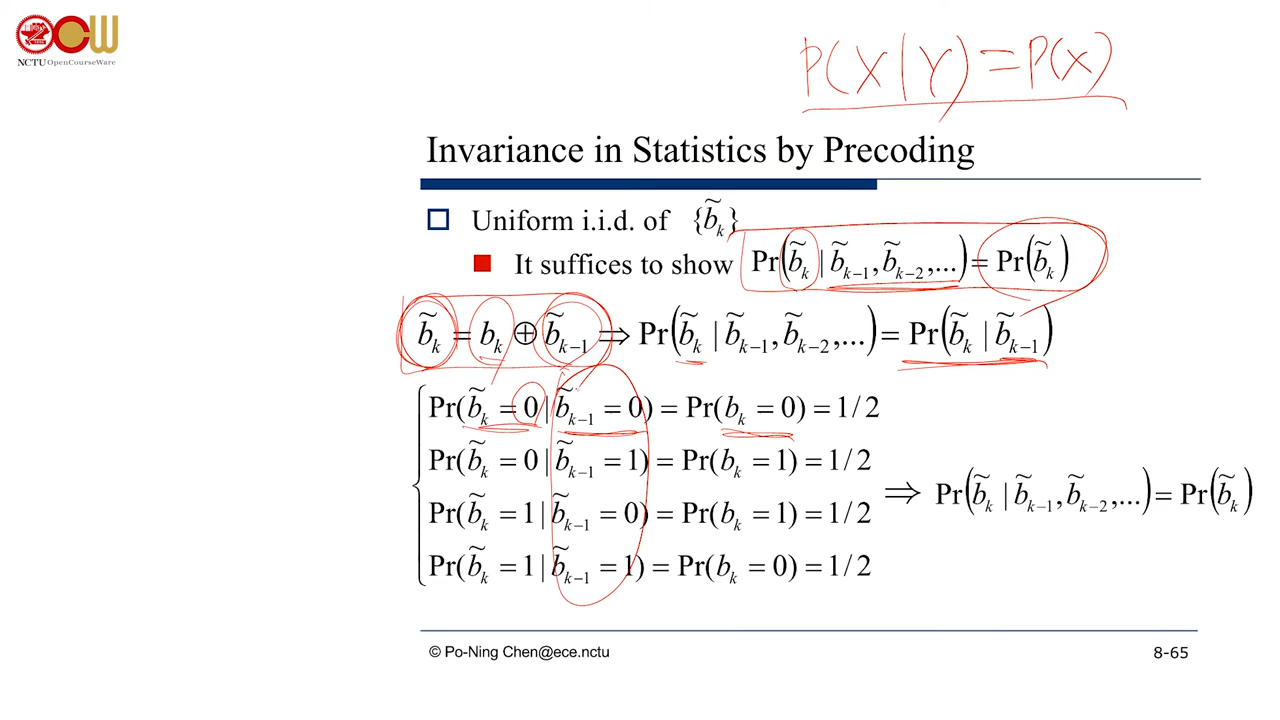 OCW
NCTU OpenCourseWare
P(X|Y)=P(X)
Invariance in Statistics by Precoding
Uniform i.i.d. of {b̃ₖ}
It suffices to show Pr(b̃ₖ | b̃ₖ₋₁, b̃ₖ₋₂,...) = Pr(b̃ₖ)
b̃ₖ = bₖ ⊕ b̃ₖ₋₁ ⇒ Pr(b̃ₖ | b̃ₖ₋₁, b̃ₖ₋₂,...) = Pr(b̃ₖ | b̃ₖ₋₁)
Pr(b̃ₖ = 0 | b̃ₖ₋₁ = 0) = Pr(bₖ = 0) = 1/2
Pr(b̃ₖ = 0 | b̃ₖ₋₁ = 1) = Pr(bₖ = 1) = 1/2
Pr(b̃ₖ = 1 | b̃ₖ₋₁ = 0) = Pr(bₖ = 1) = 1/2
Pr(b̃ₖ = 1 | b̃ₖ₋₁ = 1) = Pr(bₖ = 0) = 1/2
⇒ Pr(b̃ₖ | b̃ₖ₋₁, b̃ₖ₋₂,...) = Pr(b̃ₖ)
© Po-Ning Chen@ece.nctu
8-65